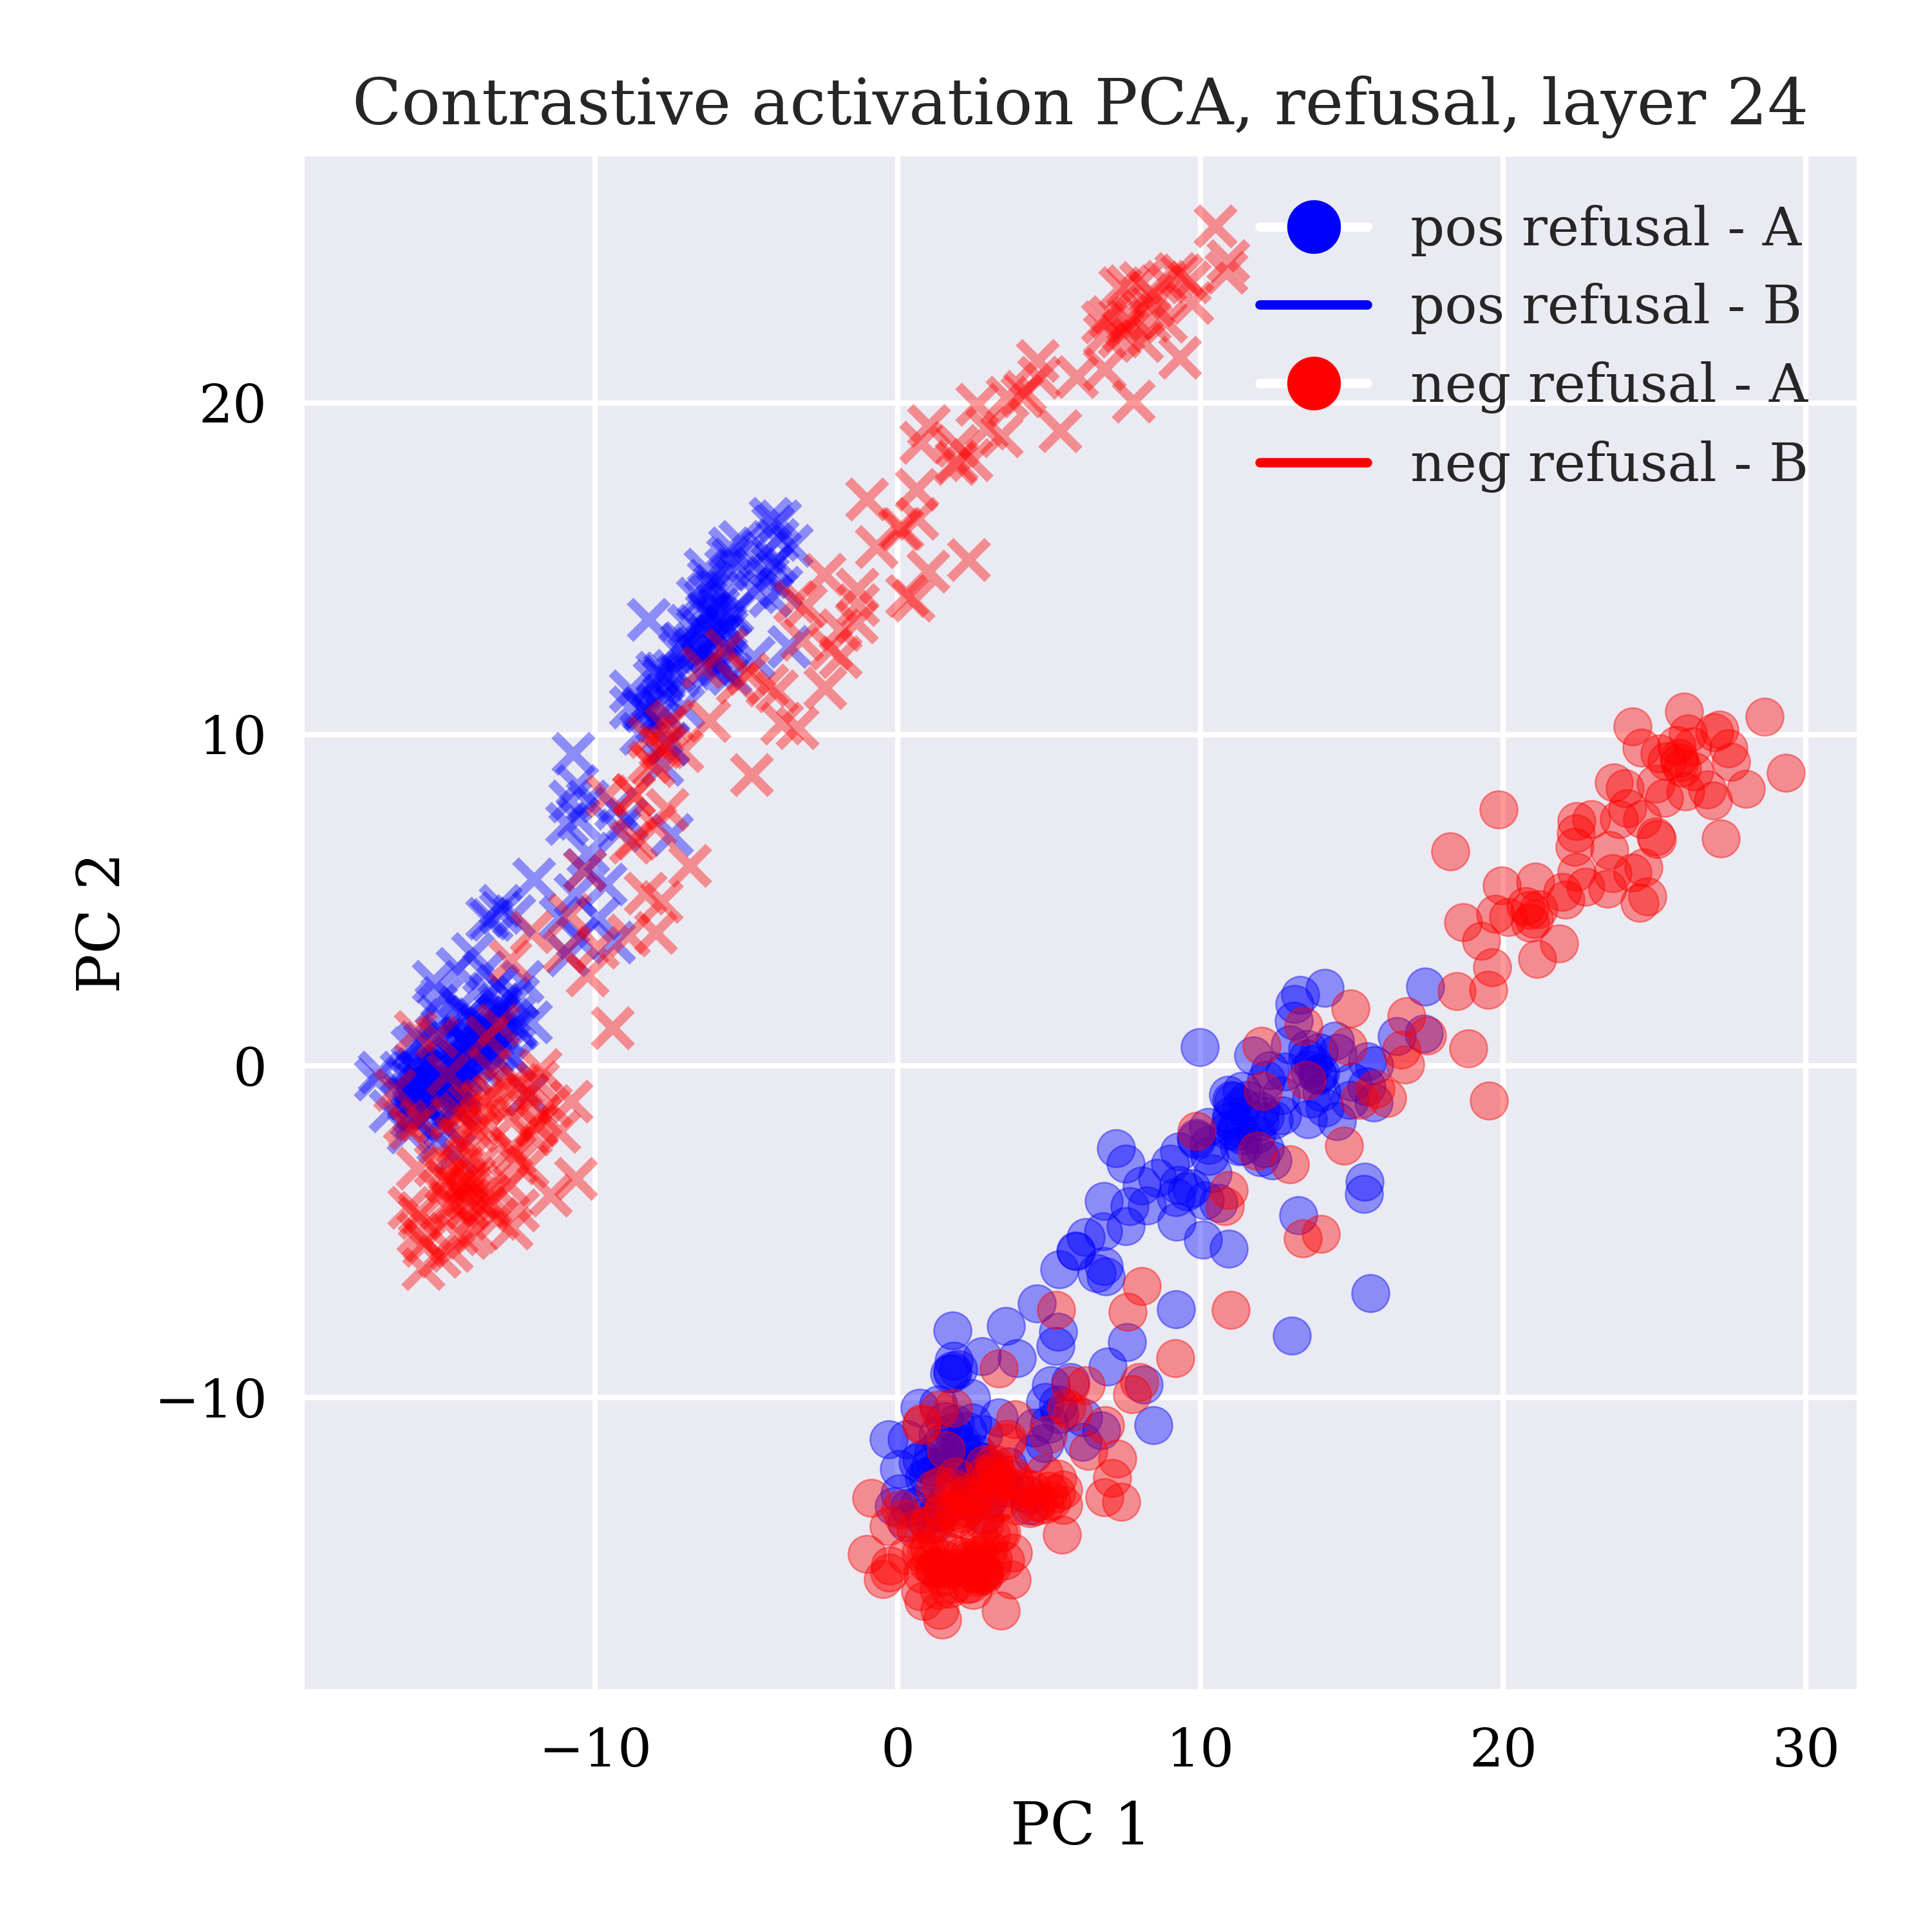 Contrastive activation PCA, refusal, layer 24
pos refusal - A
pos refusal - B
neg refusal - A
neg refusal - B
20
10
0
−10
PC 2
−10 0 10 20 30
PC 1